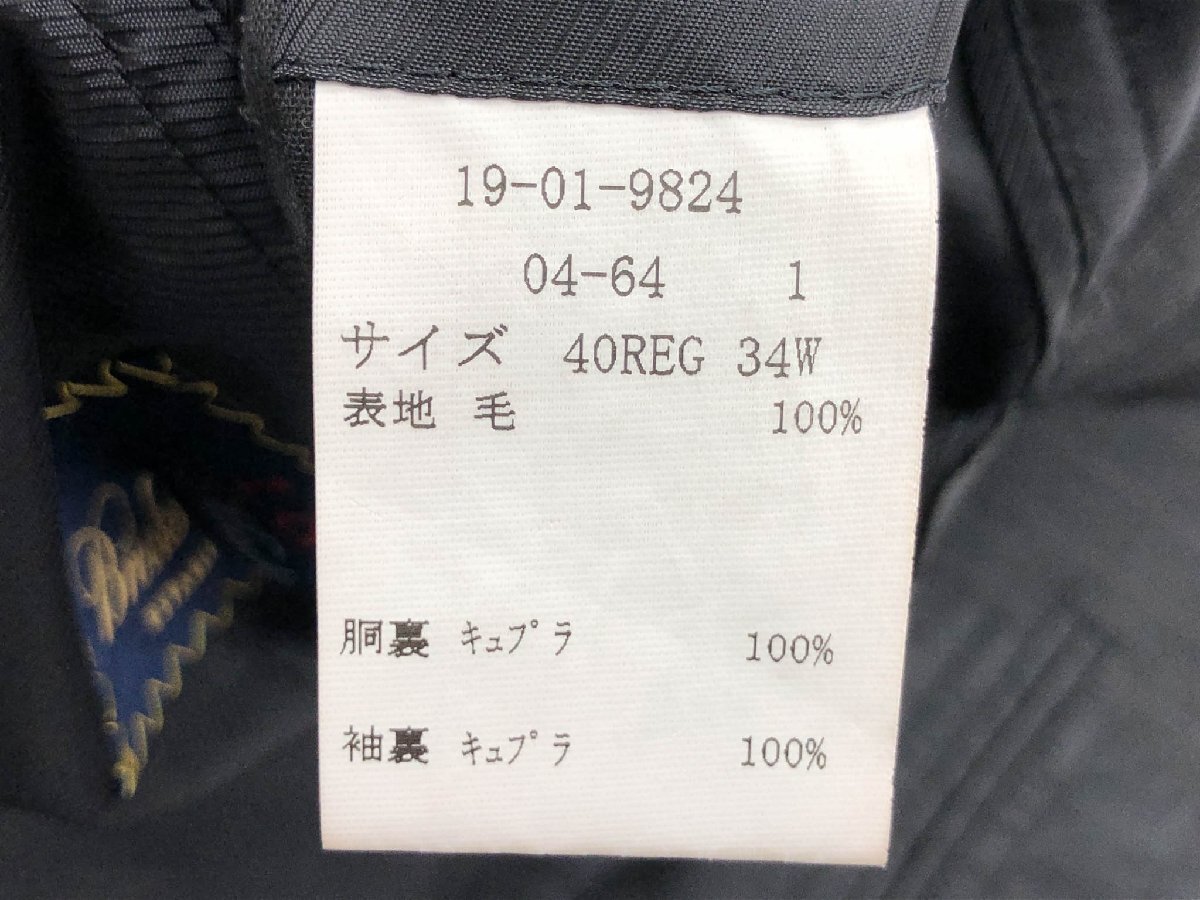 19-01-9824
04-64 1
サイズ 40REG 34W
表地 毛 100%
胴裏 ｷｭﾌﾟﾗ 100%
袖裏 ｷｭﾌﾟﾗ 100%